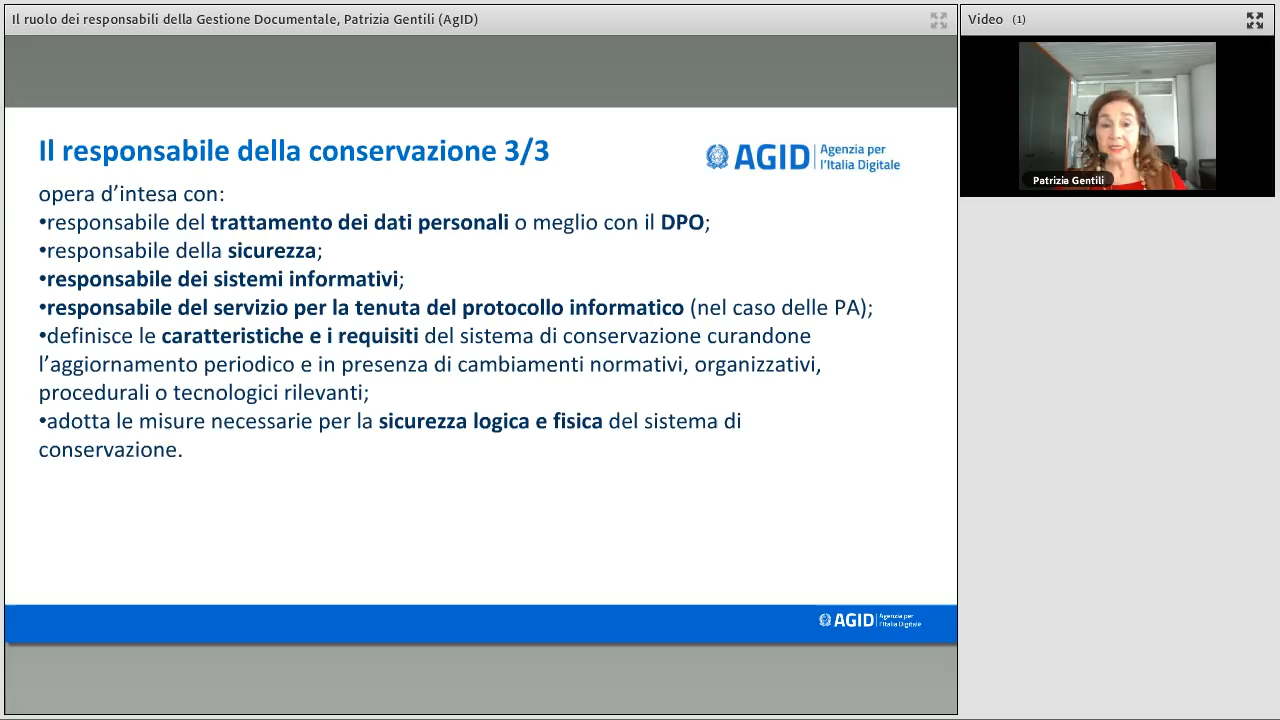 Il ruolo dei responsabili della Gestione Documentale, Patrizia Gentili (AgID)
Video (1)
Patrizia Gentili
Il responsabile della conservazione 3/3
AGID Agenzia per
l'Italia Digitale
opera d'intesa con:
•responsabile del trattamento dei dati personali o meglio con il DPO;
•responsabile della sicurezza;
•responsabile dei sistemi informativi;
•responsabile del servizio per la tenuta del protocollo informatico (nel caso delle PA);
•definisce le caratteristiche e i requisiti del sistema di conservazione curandone
l'aggiornamento periodico e in presenza di cambiamenti normativi, organizzativi,
procedurali o tecnologici rilevanti;
•adotta le misure necessarie per la sicurezza logica e fisica del sistema di
conservazione.
AGID Agenzia per
l'Italia Digitale